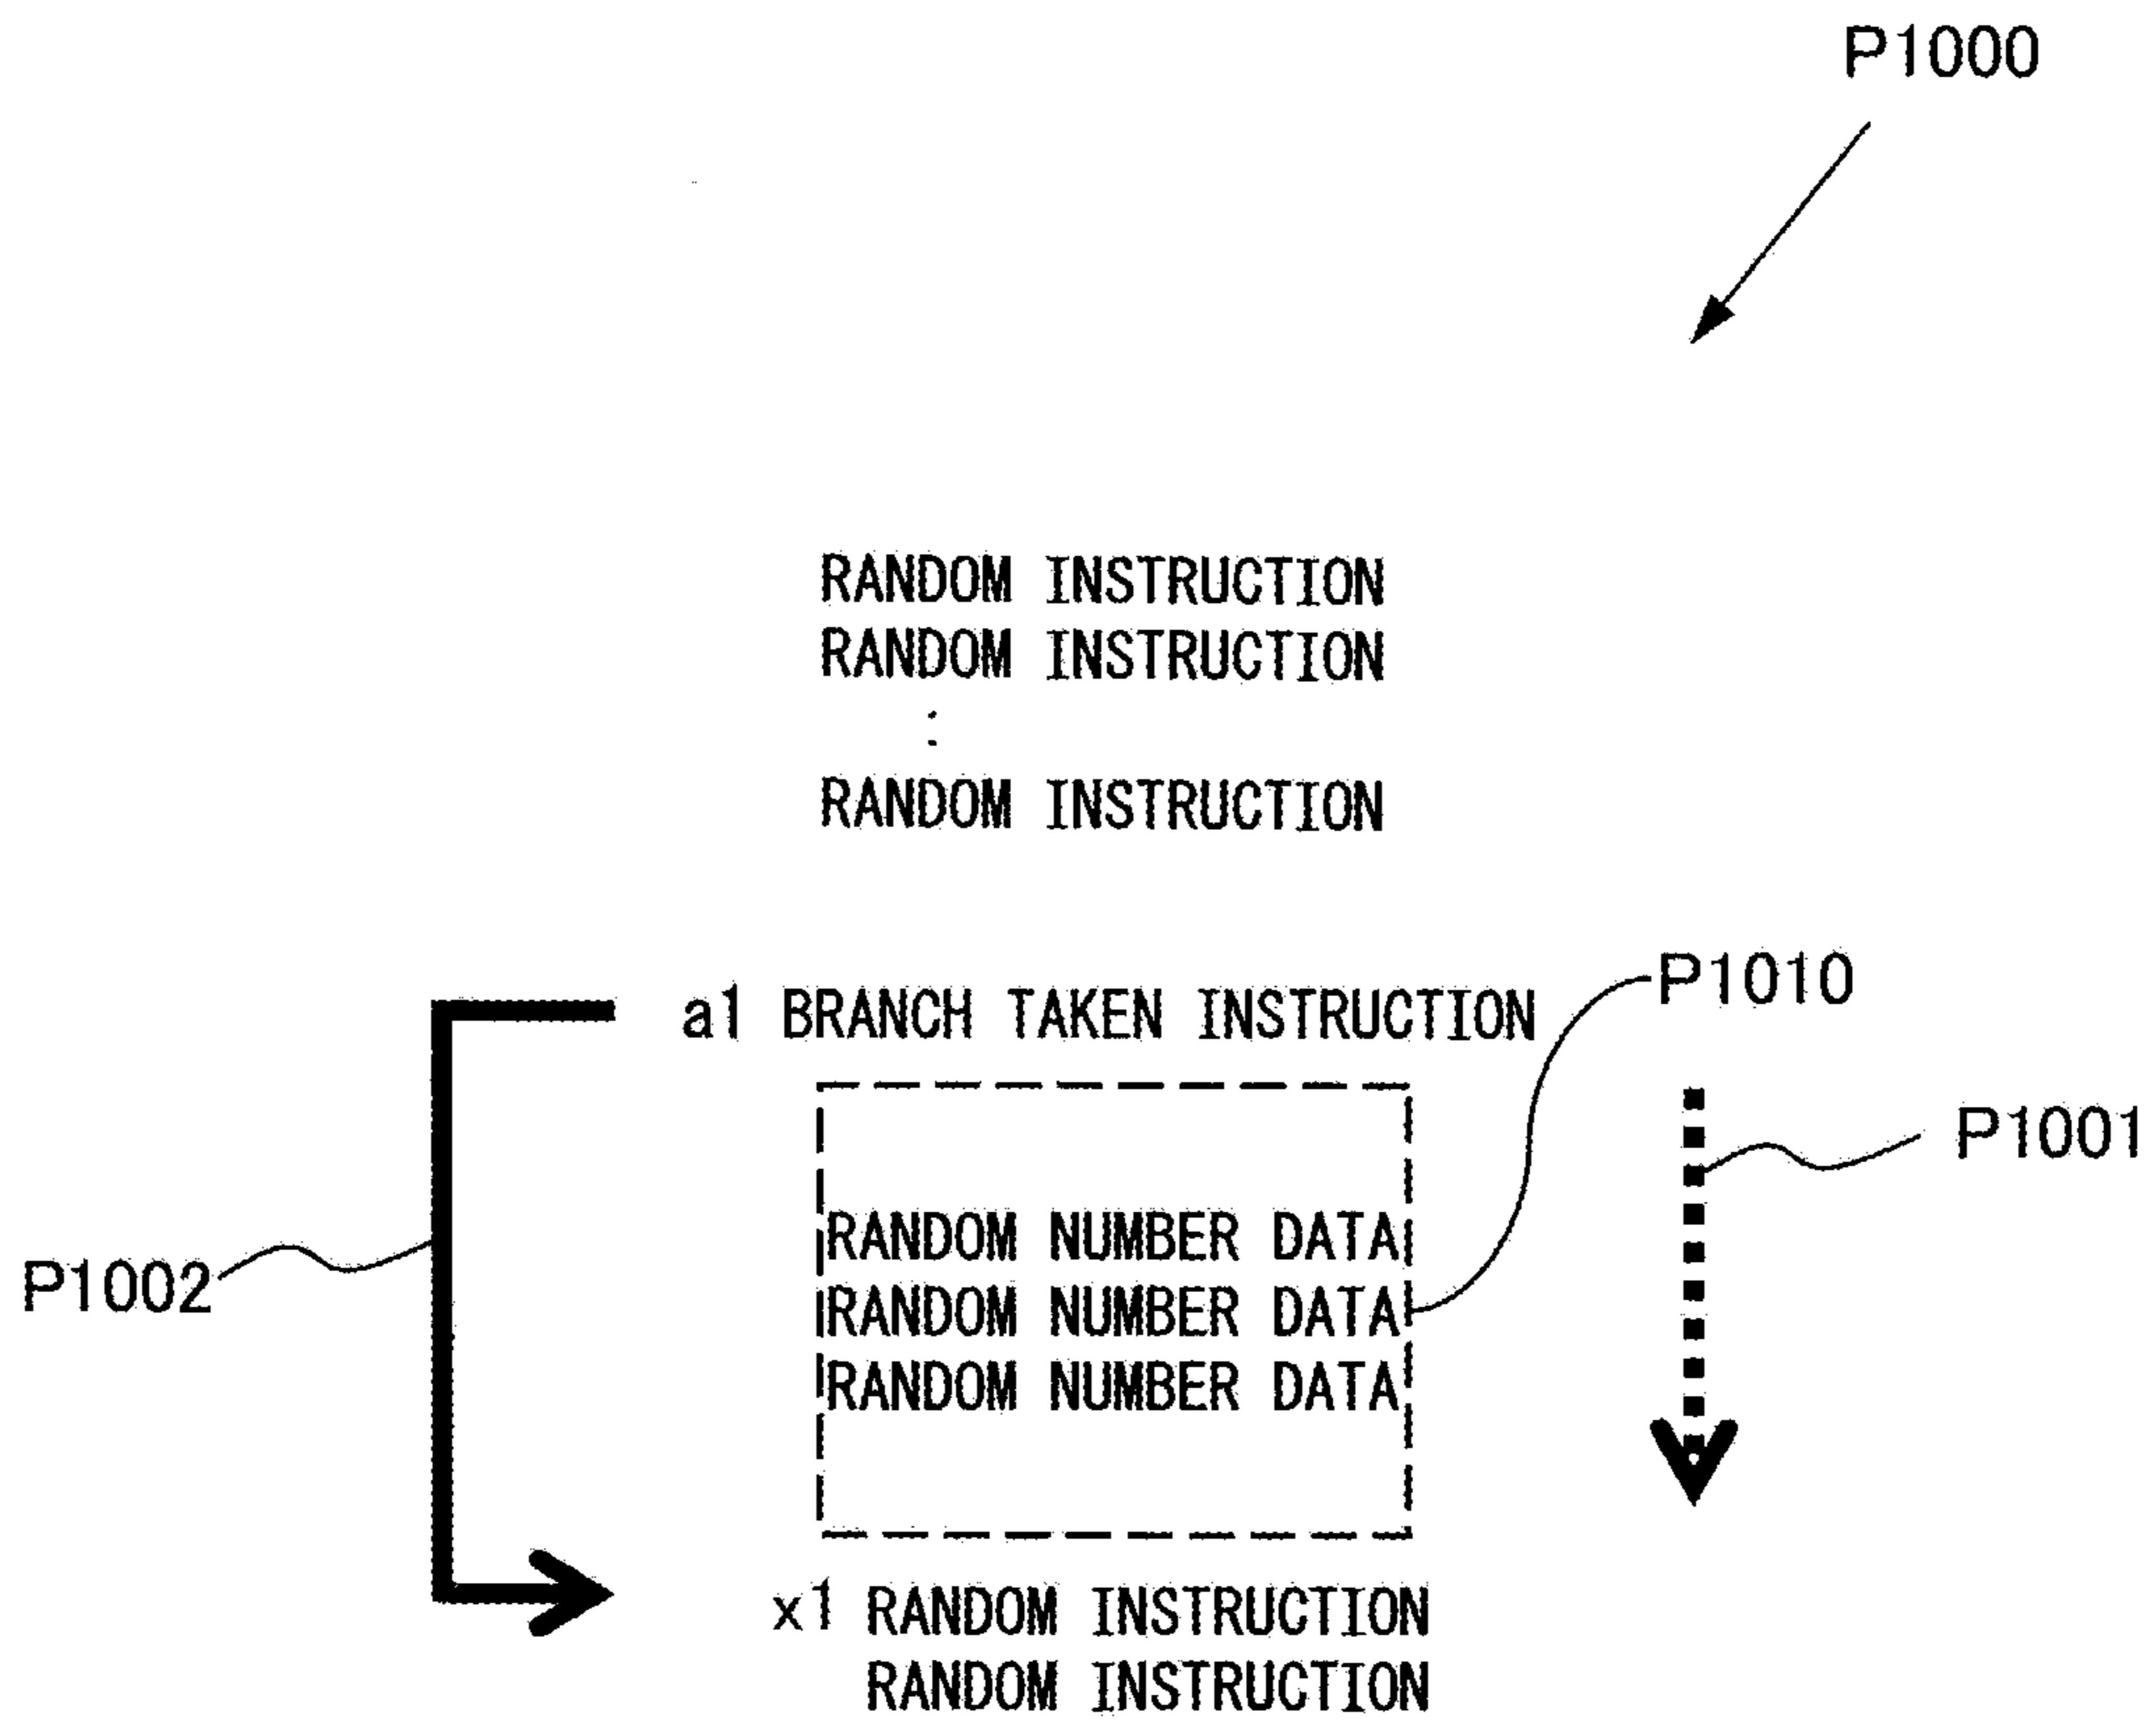 P1000
RANDOM INSTRUCTION
RANDOM INSTRUCTION
:
RANDOM INSTRUCTION
a1 BRANCH TAKEN INSTRUCTION
P1010
P1001
RANDOM NUMBER DATA
P1002
RANDOM NUMBER DATA
RANDOM NUMBER DATA
x1 RANDOM INSTRUCTION
RANDOM INSTRUCTION